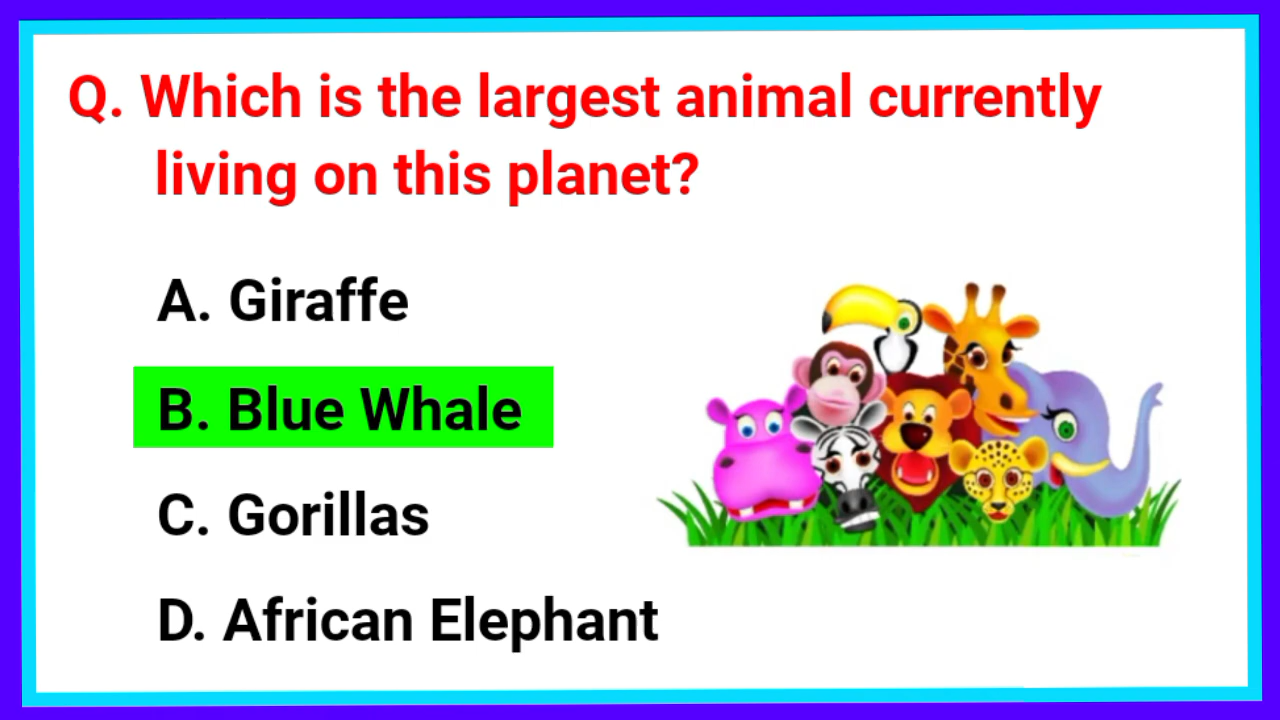 Q. Which is the largest animal currently
living on this planet?
A. Giraffe
B. Blue Whale
C. Gorillas
D. African Elephant